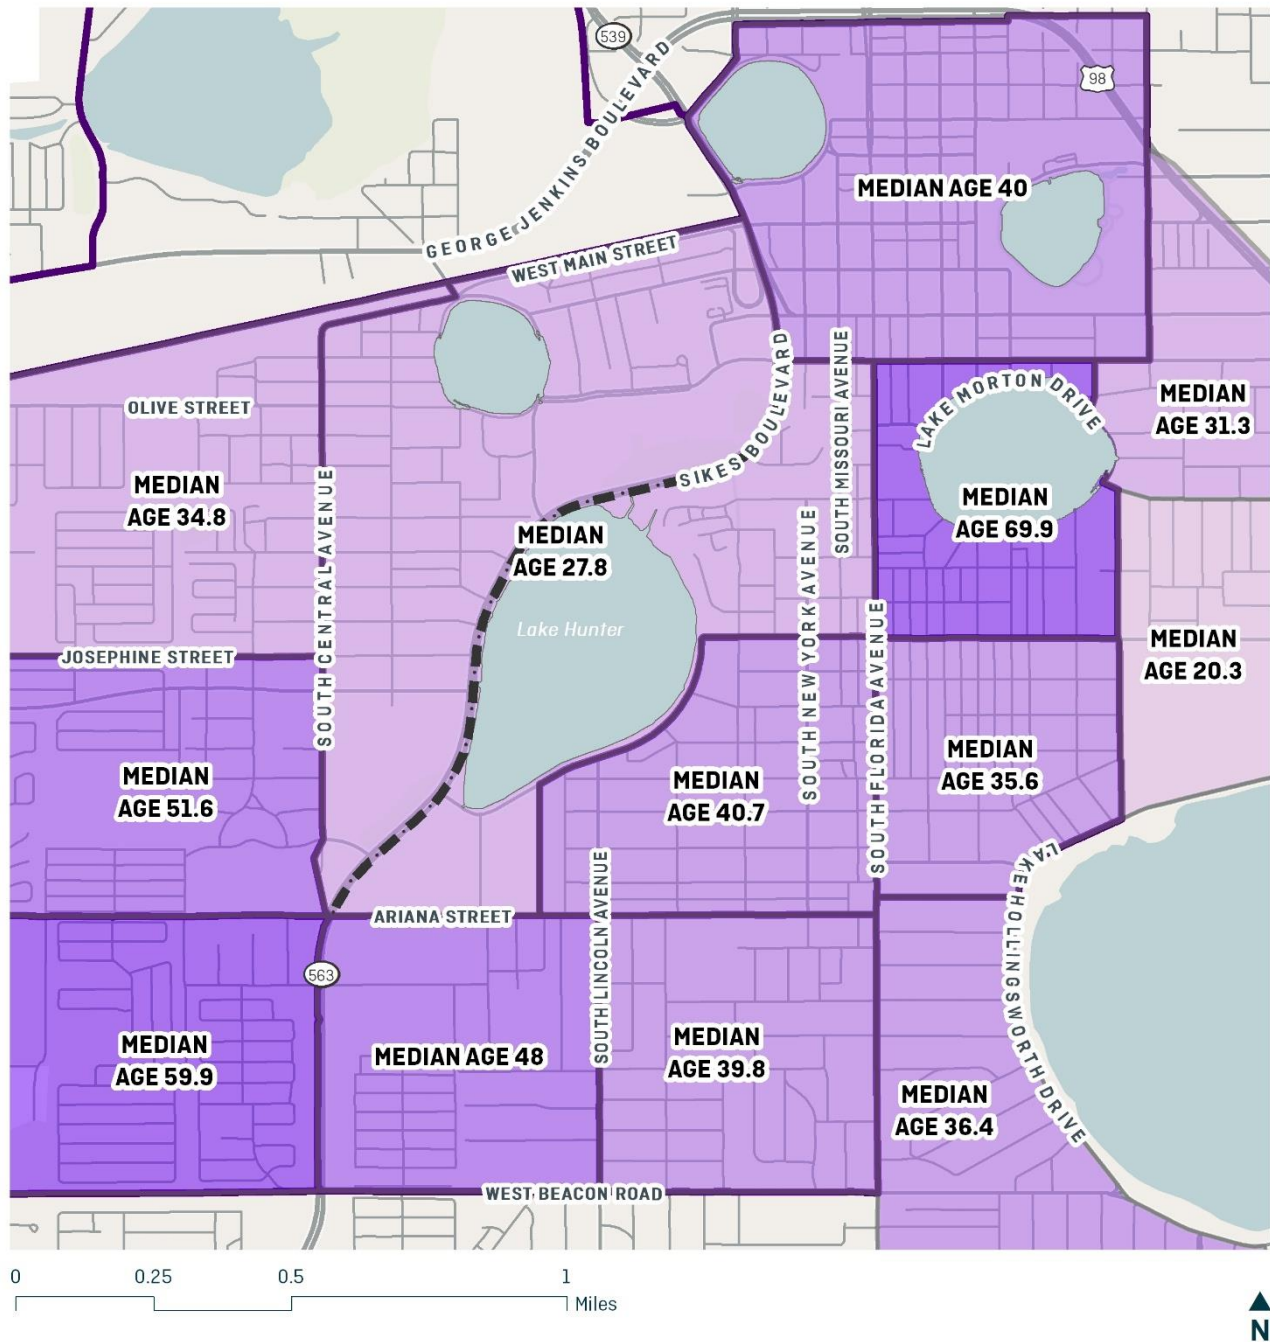 539
GEORGE JENKINS BOULEVARD
98
MEDIAN AGE 40
WEST MAIN STREET
OLIVE STREET
MEDIAN
AGE 34.8
SOUTH CENTRAL AVENUE
SIKES BOULEVARD
SOUTH MISSOURI AVENUE
LAKE MORTON DRIVE
MEDIAN
AGE 31.3
MEDIAN
AGE 69.9
MEDIAN
AGE 27.8
Lake Hunter
SOUTH NEW YORK AVENUE
SOUTH FLORIDA AVENUE
MEDIAN
AGE 20.3
JOSEPHINE STREET
MEDIAN
AGE 51.6
MEDIAN
AGE 40.7
MEDIAN
AGE 35.6
LAKE HOLLINGSWORTH DRIVE
ARIANA STREET
SOUTH LINCOLN AVENUE
563
MEDIAN
AGE 59.9
MEDIAN AGE 48
MEDIAN
AGE 39.8
MEDIAN
AGE 36.4
WEST BEACON ROAD
0 0.25 0.5 1
Miles
N